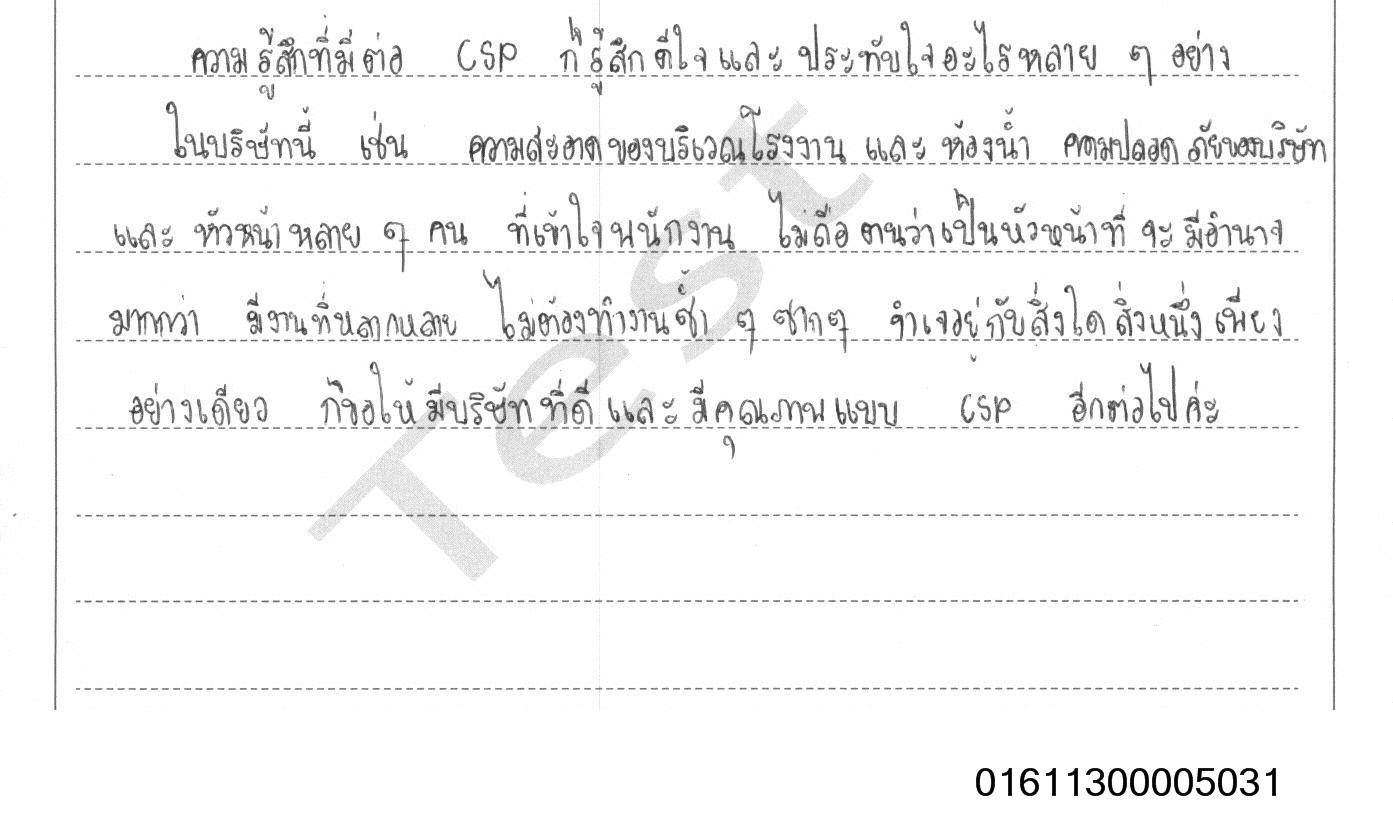 ความรู้สึกที่มีต่อ CSP ก็รู้สึกดีใจและประทับใจอะไรหลาย ๆ อย่าง
ในบริษัทนี้ เช่น ความสะอาดของบริเวณโรงงาน และ ห้องน้ำ ความปลอดภัยของบริษัท
และ หัวหน้าหลาย ๆ คน ที่เข้าใจพนักงาน ไม่ถือตนว่าเป็นหัวหน้าที่จะมีอำนาจ
มากกว่า มีงานที่หลากหลาย ไม่ต้องทำงานซ้ำ ๆ ซากๆ จำเจอยู่กับสิ่งใดสิ่งหนึ่งเพียง
อย่างเดียว ก็ขอให้มีบริษัทที่ดีและมีคุณภาพแบบ CSP อีกต่อไปค่ะ
Test
01611300005031